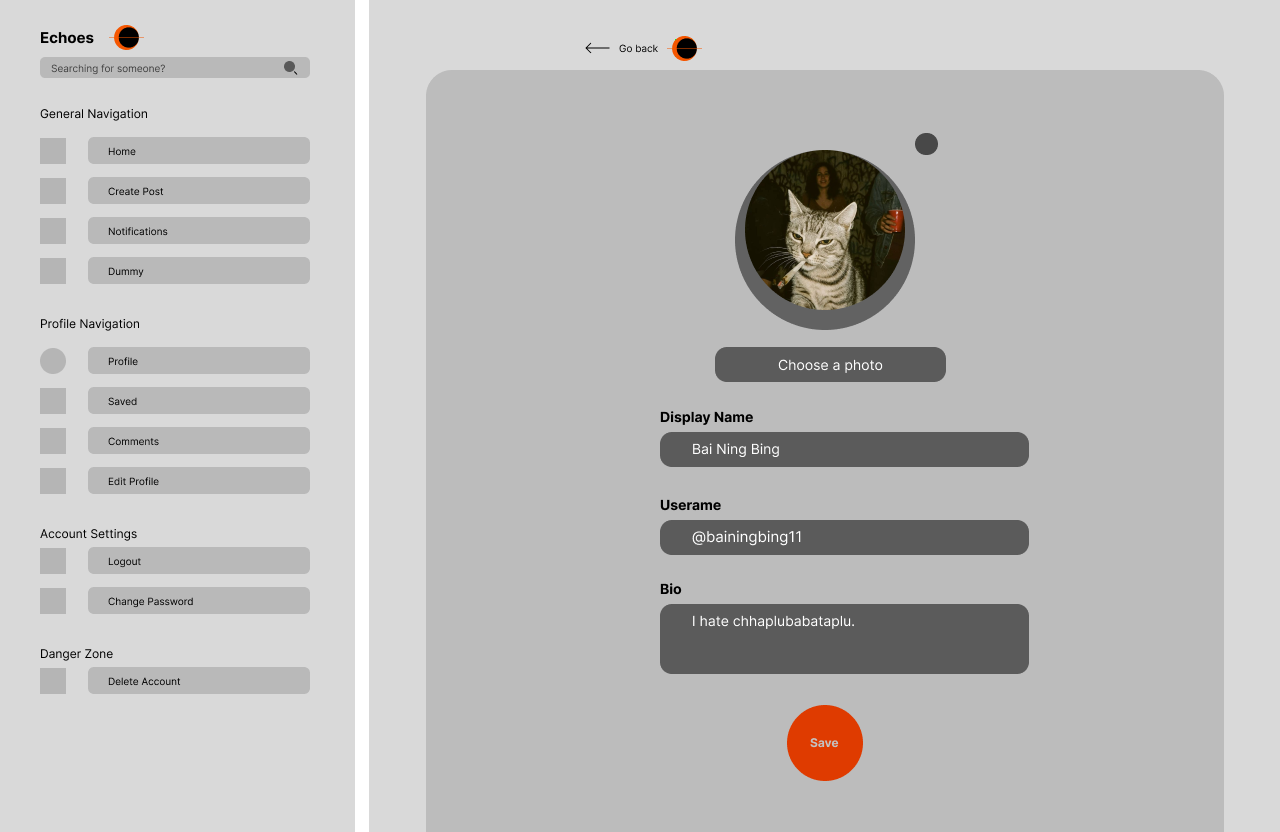 Echoes
Searching for someone?
General Navigation
Home
Create Post
Notifications
Dummy
Profile Navigation
Profile
Saved
Comments
Edit Profile
Account Settings
Logout
Change Password
Danger Zone
Delete Account
Go back
Choose a photo
Display Name
Bai Ning Bing
Userame
@bainingbing11
Bio
I hate chhaplubabataplu.
Save